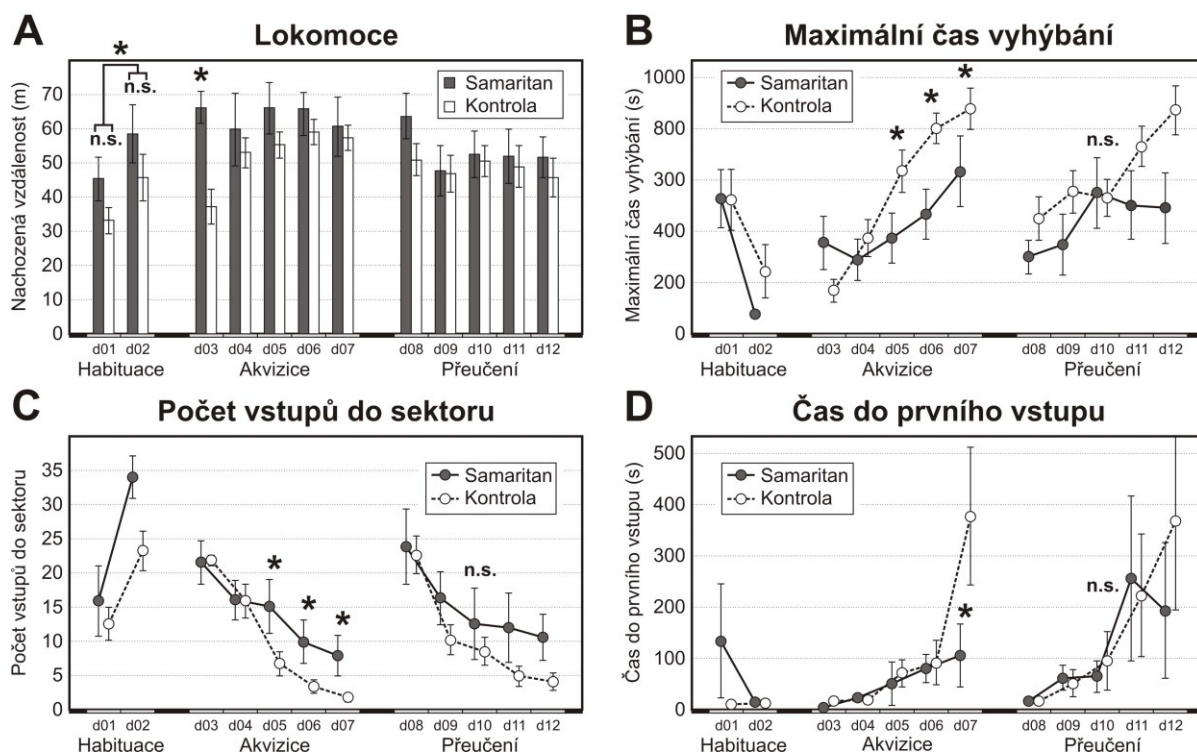 A Lokomoce
Nachozená vzdálenost (m)
70
60
50
40
30
20
10
0
* n.s.
n.s.
*
Samaritan
Kontrola
d01 d02 d03 d04 d05 d06 d07 d08 d09 d10 d11 d12
Habituace Akvizice Přeučení
B Maximální čas vyhýbání
Maximální čas vyhýbání (s)
1000
800
300
400
200
0
Samaritan
Kontrola
* * *
n.s.
d01 d02 d03 d04 d05 d06 d07 d08 d09 d10 d11 d12
Habituace Akvizice Přeučení
C Počet vstupů do sektoru
Počet vstupů do sektoru
35
30
25
20
15
10
5
0
Samaritan
Kontrola
* * *
n.s.
d01 d02 d03 d04 d05 d06 d07 d08 d09 d10 d11 d12
Habituace Akvizice Přeučení
D Čas do prvního vstupu
Čas do prvního vstupu (s)
500
400
300
200
100
0
Samaritan
Kontrola
*
n.s.
d01 d02 d03 d04 d05 d06 d07 d08 d09 d10 d11 d12
Habituace Akvizice Přeučení